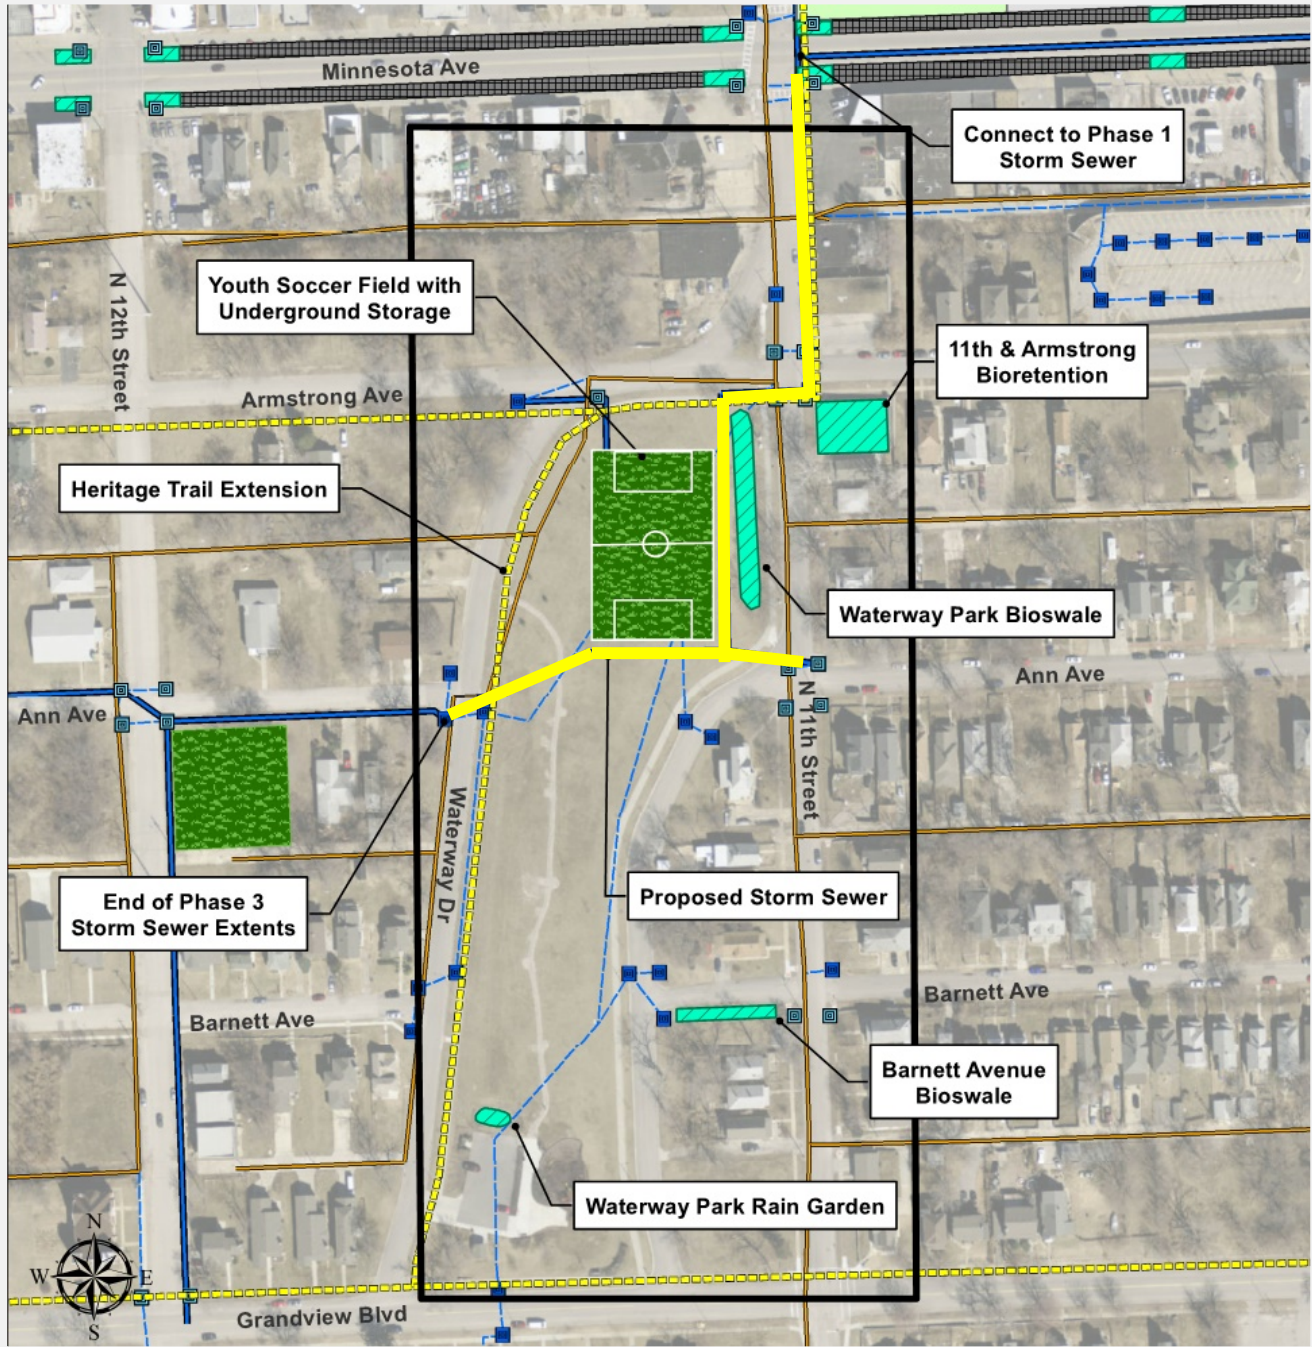 Minnesota Ave
Connect to Phase 1
Storm Sewer
N 12th Street
Youth Soccer Field with
Underground Storage
11th & Armstrong
Bioretention
Armstrong Ave
Heritage Trail Extension
Waterway Park Bioswale
Ann Ave
Ann Ave
N 11th Street
Waterway Dr
End of Phase 3
Storm Sewer Extents
Proposed Storm Sewer
Barnett Ave
Barnett Ave
Barnett Avenue
Bioswale
Waterway Park Rain Garden
N
W E
S
Grandview Blvd